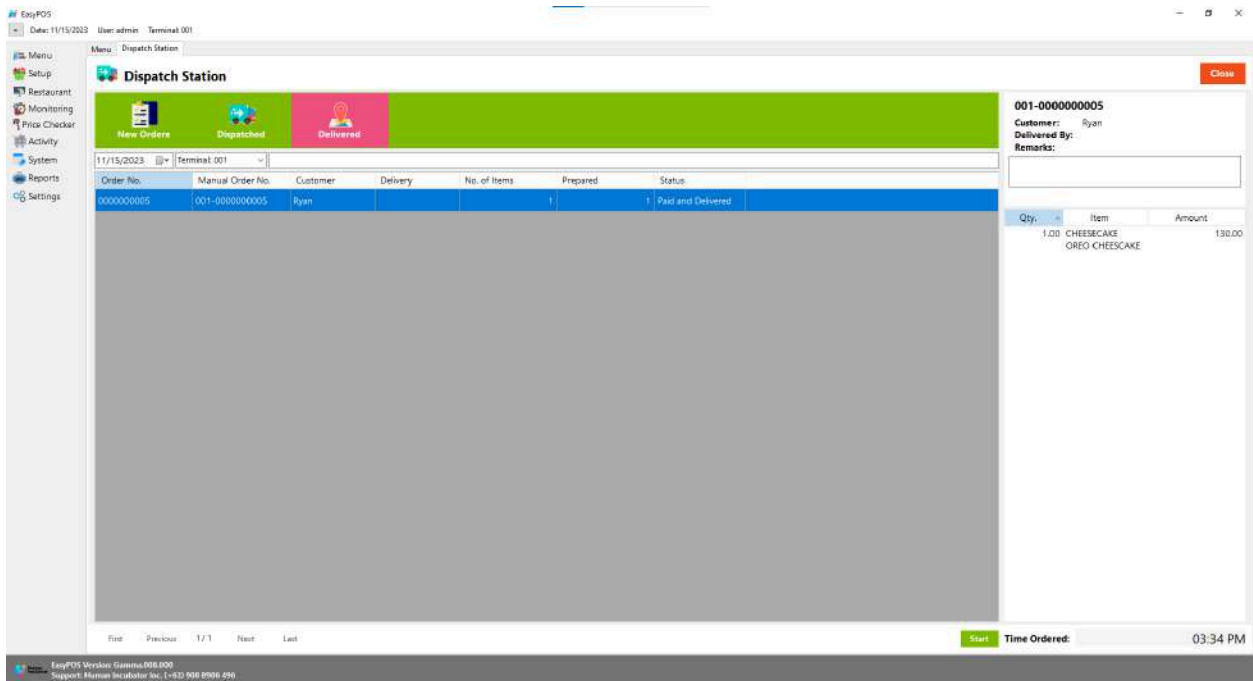 EasyPOS
Date: 11/15/2023 User: admin Terminal: 001
Menu
Setup
Restaurant
Monitoring
Price Checker
Activity
System
Reports
Settings
Menu Dispatch Station
Dispatch Station
Close
New Orders Dispatched Delivered
11/15/2023 Terminal: 001
Order No. Manual Order No. Customer Delivery No. of Items Prepared Status
0000000005 001-0000000005 Ryan 1 1 Paid and Delivered
001-0000000005
Customer: Ryan
Delivered By:
Remarks:
Qty. Item Amount
1.00 CHEESECAKE 130.00
OREO CHEESCAKE
First Previous 1 / 1 Next Last
Start
Time Ordered: 03:34 PM
EasyPOS Version: Gamma.008.000
Support: Human Incubator Inc. (+63) 908 8906 496